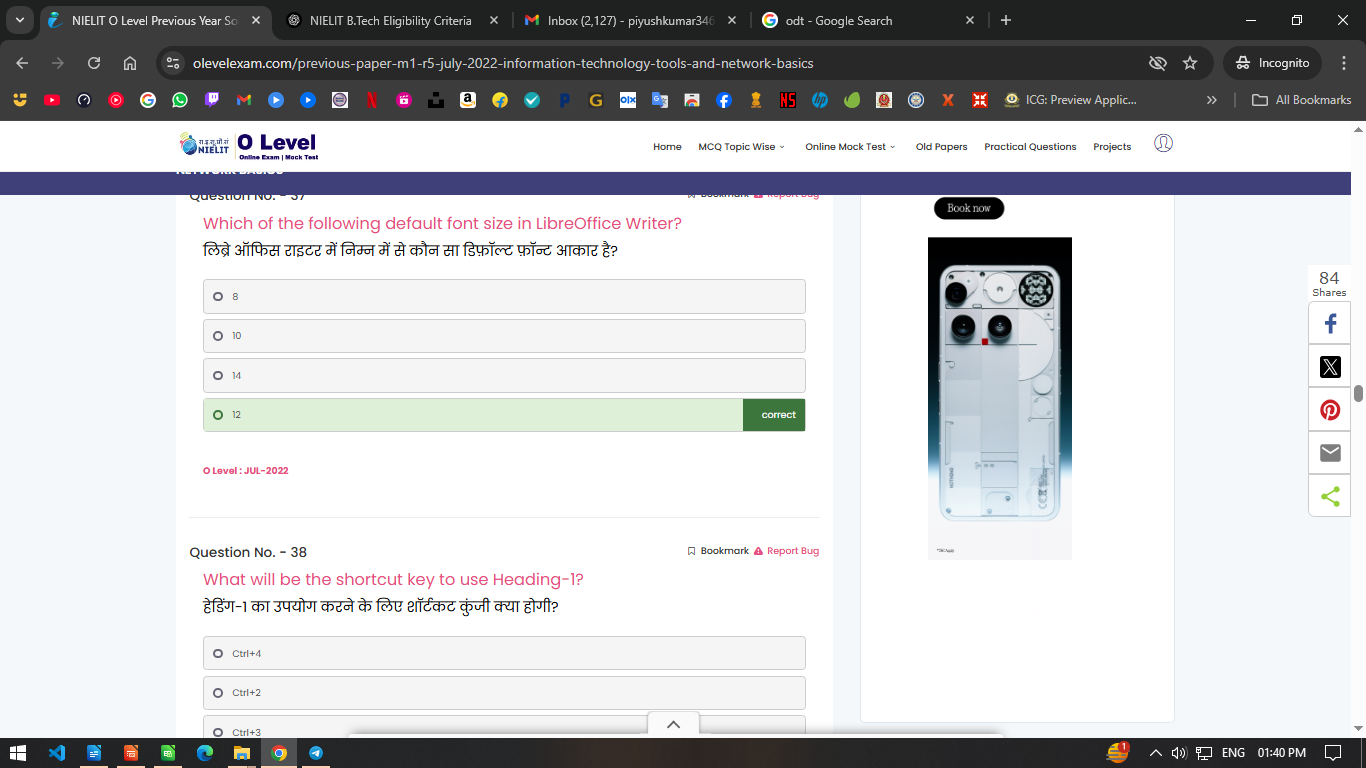 NIELIT O Level Previous Year So
NIELIT B.Tech Eligibility Criteria
Inbox (2,127) - piyushkumar346
odt - Google Search
olevelexam.com/previous-paper-m1-r5-july-2022-information-technology-tools-and-network-basics
Incognito
ICG: Preview Applic...
All Bookmarks
NIELIT
O Level
Online Exam | Mock Test
Home
MCQ Topic Wise
Online Mock Test
Old Papers
Practical Questions
Projects
NETWORK BASICS
Question No. - 37
Bookmark
Report Bug
Which of the following default font size in LibreOffice Writer?
लिब्रे ऑफिस राइटर में निम्न में से कौन सा डिफ़ॉल्ट फ़ॉन्ट आकार है?
8
10
14
12
correct
O Level : JUL-2022
Question No. - 38
Bookmark
Report Bug
What will be the shortcut key to use Heading-1?
हेडिंग-1 का उपयोग करने के लिए शॉर्टकट कुंजी क्या होगी?
Ctrl+4
Ctrl+2
Ctrl+3
Book now
84
Shares
1
ENG
01:40 PM